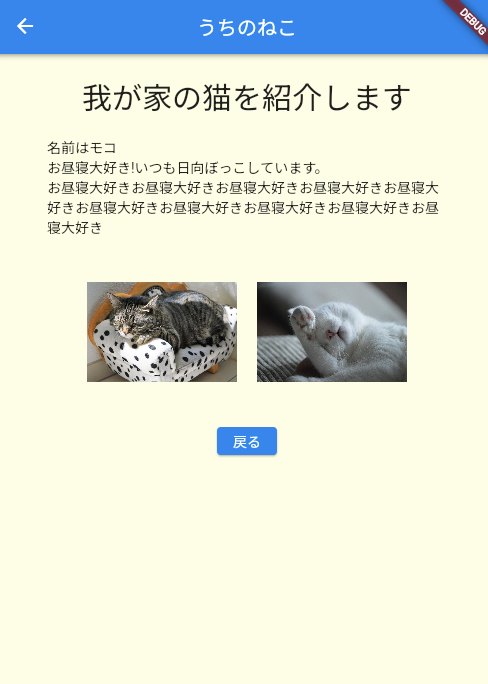 うちのねこ
DEBUG
我が家の猫を紹介します
名前はモコ
お昼寝大好き!いつも日向ぼっこしています。
お昼寝大好きお昼寝大好きお昼寝大好きお昼寝大好きお昼寝大
好きお昼寝大好きお昼寝大好きお昼寝大好きお昼寝大好きお昼
寝大好き
戻る